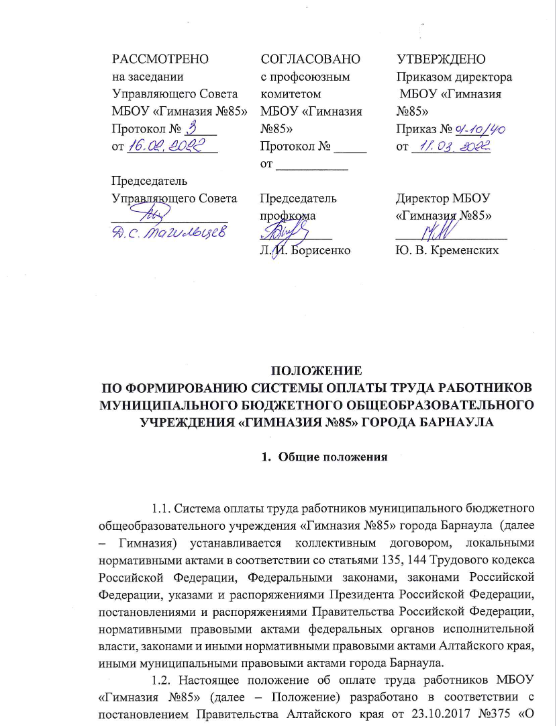 РАССМОТРЕНО
на заседании
Управляющего Совета
МБОУ «Гимназия №85»
Протокол № 3
от 16.02.2022
Председатель
Управляющего Совета
СОГЛАСОВАНО
с профсоюзным
комитетом
МБОУ «Гимназия
№85»
Протокол № ______
от ___________
Председатель
профкома
Л.И. Борисенко
УТВЕРЖДЕНО
Приказом директора
МБОУ «Гимназия
№85»
Приказ №
от 11.03.2022
Директор МБОУ
«Гимназия №85»
Ю. В. Кременских
ПОЛОЖЕНИЕ
ПО ФОРМИРОВАНИЮ СИСТЕМЫ ОПЛАТЫ ТРУДА РАБОТНИКОВ
МУНИЦИПАЛЬНОГО БЮДЖЕТНОГО ОБЩЕОБРАЗОВАТЕЛЬНОГО
УЧРЕЖДЕНИЯ «ГИМНАЗИЯ №85» ГОРОДА БАРНАУЛА
1. Общие положения
1.1. Система оплаты труда работников муниципального бюджетного
общеобразовательного учреждения «Гимназия №85» города Барнаула (далее
– Гимназия) устанавливается коллективным договором, локальными
нормативными актами в соответствии со статьями 135, 144 Трудового кодекса
Российской Федерации, Федеральными законами, законами Российской
Федерации, указами и распоряжениями Президента Российской Федерации,
постановлениями и распоряжениями Правительства Российской Федерации,
нормативными правовыми актами федеральных органов исполнительной
власти, законами и иными нормативными правовыми актами Алтайского края,
иными муниципальными правовыми актами города Барнаула.
1.2. Настоящее положение об оплате труда работников МБОУ
«Гимназия №85» (далее – Положение) разработано в соответствии с
постановлением Правительства Алтайского края от 23.10.2017 №375 «О